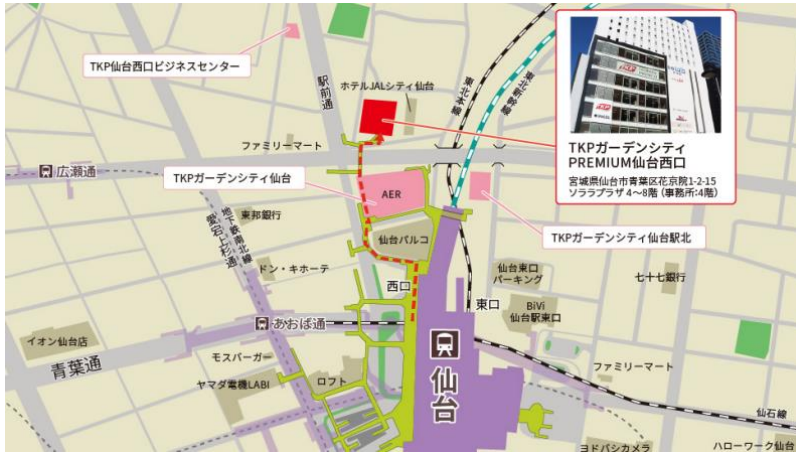 TKP仙台西口ビジネスセンター
駅前通
ホテルJALシティ仙台
東北本線
東北新幹線
TKPガーデンシティ
PREMIUM仙台西口
宮城県仙台市青葉区花京院1-2-15
ソララプラザ 4〜8階 (事務所:4階)
ファミリーマート
広瀬通
TKPガーデンシティ仙台
AER
TKPガーデンシティ仙台駅北
東邦銀行
地下鉄南北線
愛宕上杉通
仙台パルコ
ドン・キホーテ
西口
東口
仙台東口
パーキング
七十七銀行
BiVi
仙台駅東口
あおば通
イオン仙台店
青葉通
モスバーガー
ヤマダ電機LABI
ロフト
仙台
ファミリーマート
仙石線
ヨドバシカメラ
ハローワーク仙台